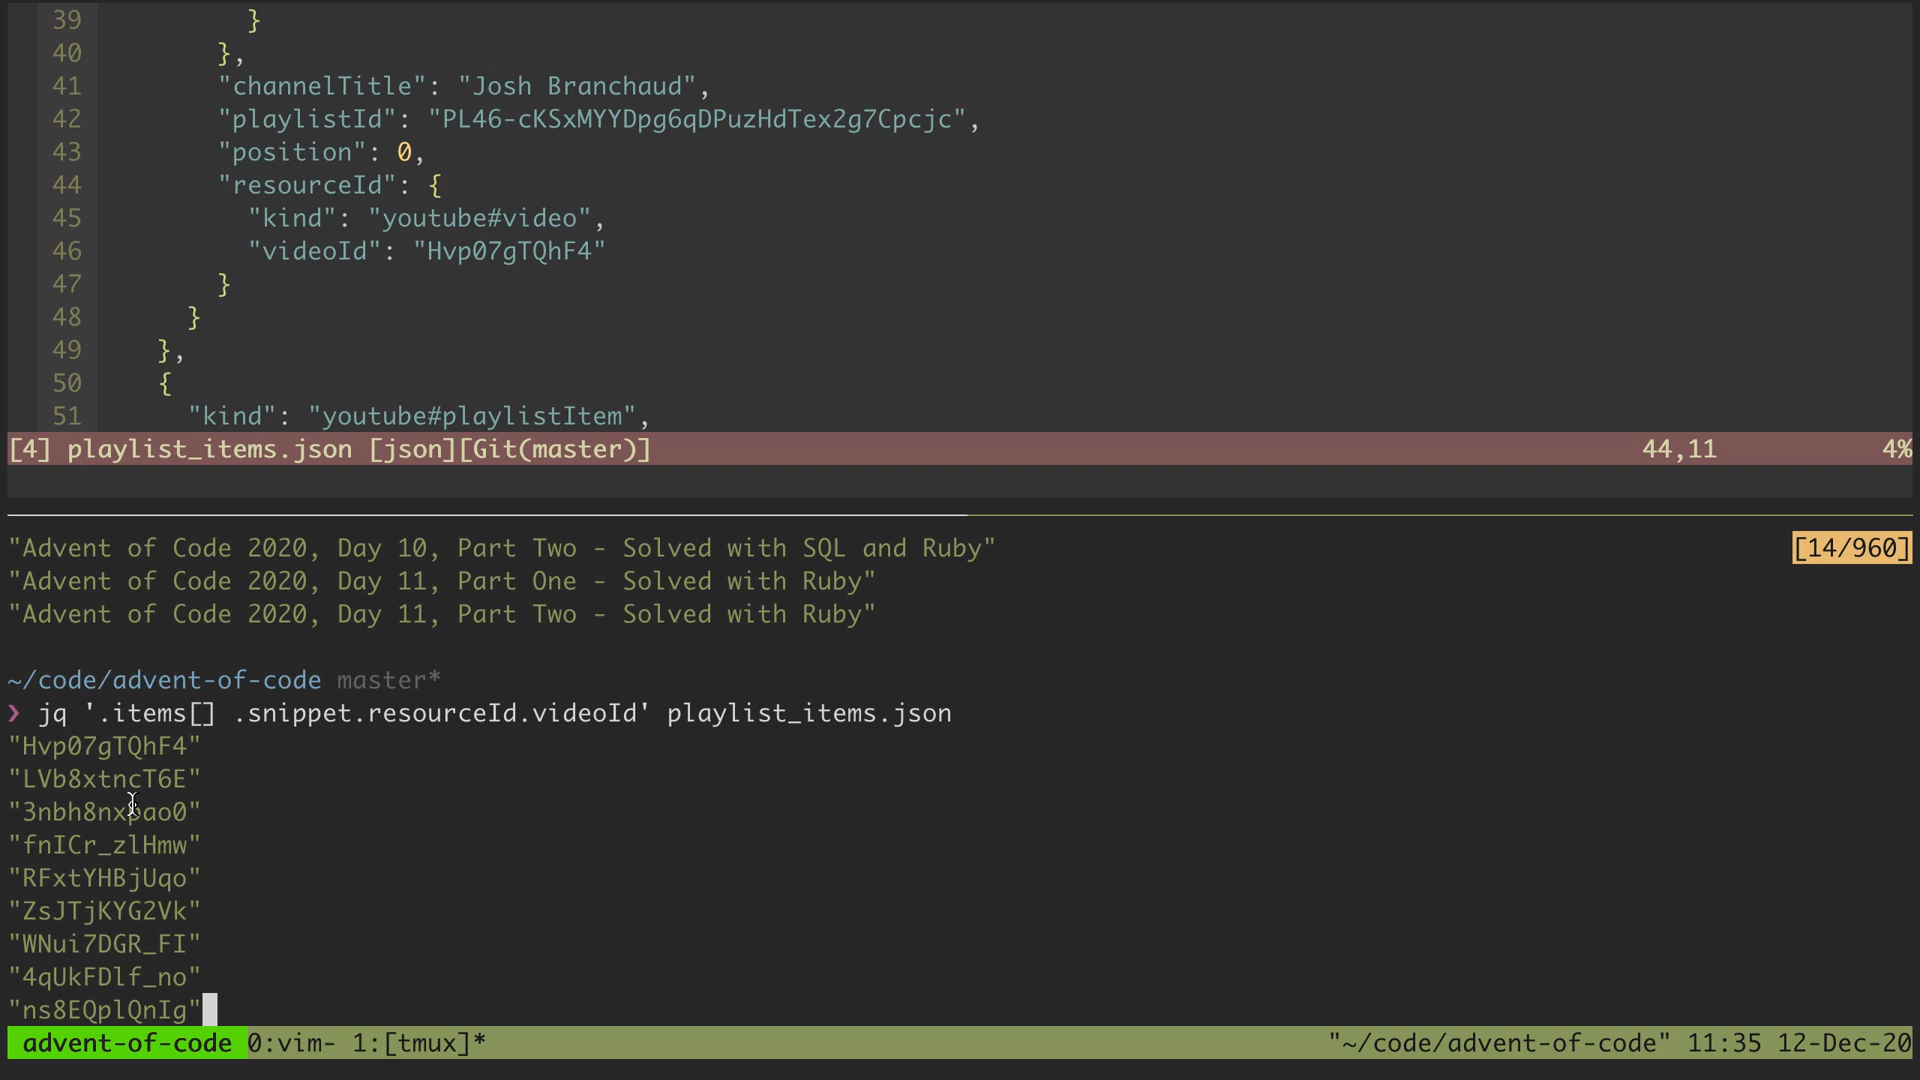 39 }
40 },
41 "channelTitle": "Josh Branchaud",
42 "playlistId": "PL46-cKSxMYYDpg6qDPuzHdTex2g7Cpcjc",
43 "position": 0,
44 "resourceId": {
45 "kind": "youtube#video",
46 "videoId": "Hvp07gTQhF4"
47 }
48 }
49 },
50 {
51 "kind": "youtube#playlistItem",
[4] playlist_items.json [json][Git(master)] 44,11 4%
"Advent of Code 2020, Day 10, Part Two - Solved with SQL and Ruby" [14/960]
"Advent of Code 2020, Day 11, Part One - Solved with Ruby"
"Advent of Code 2020, Day 11, Part Two - Solved with Ruby"
~/code/advent-of-code master*
❯ jq '.items[] .snippet.resourceId.videoId' playlist_items.json
"Hvp07gTQhF4"
"LVb8xtncT6E"
"3nbh8nxpao0"
"fnICr_zlHmw"
"RFxtYHBjUqo"
"ZsJTjKYG2Vk"
"WNui7DGR_FI"
"4qUkFDlf_no"
"ns8EQplQnIg"
advent-of-code 0:vim- 1:[tmux]* "~/code/advent-of-code" 11:35 12-Dec-20